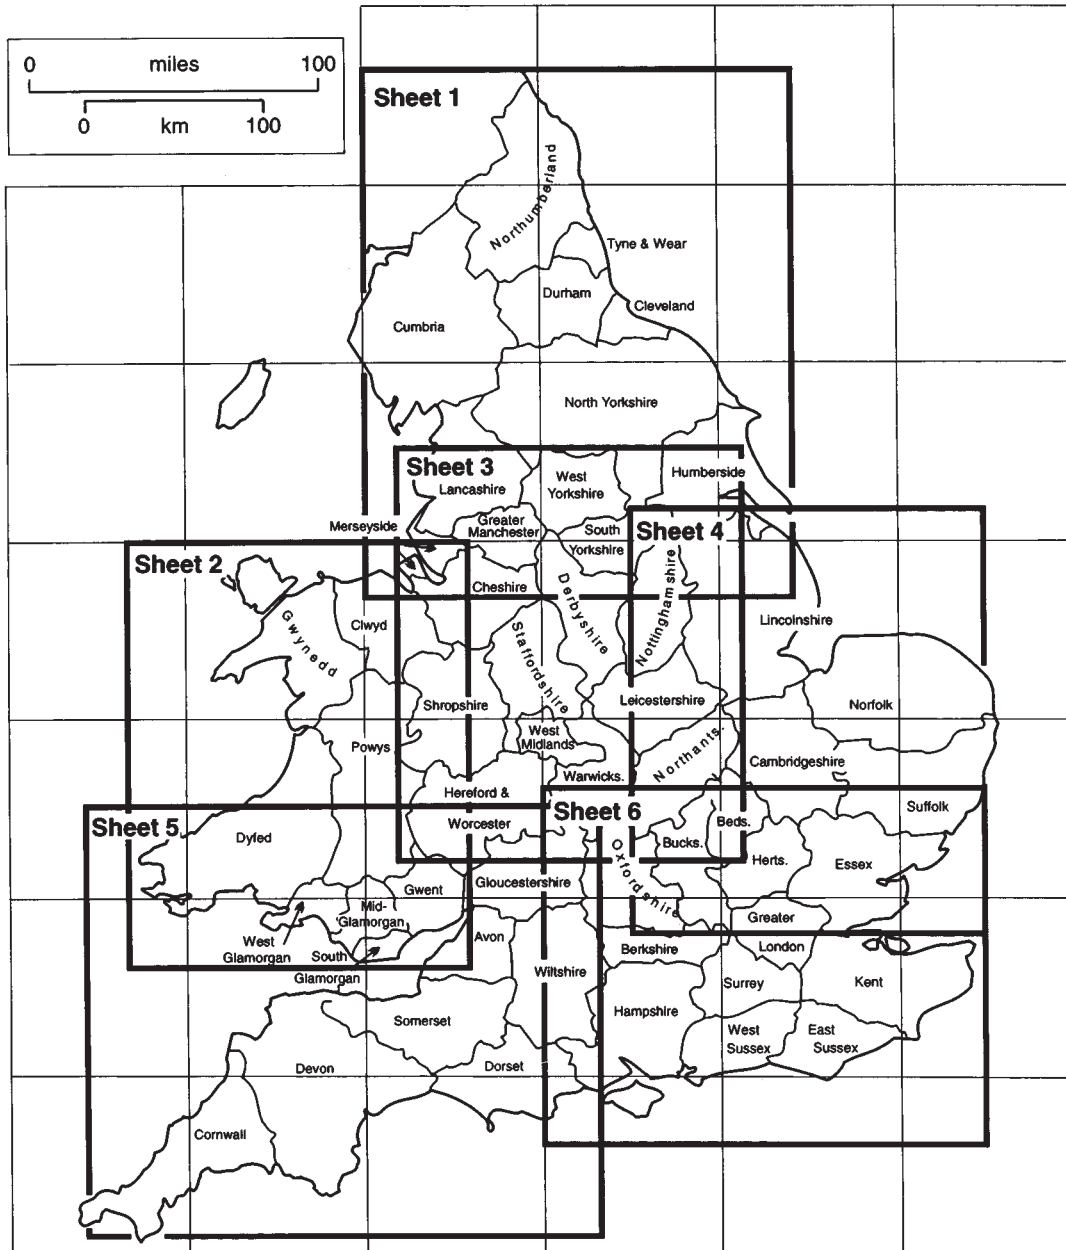 0 miles 100
0 km 100
Sheet 1
Northumberland
Tyne & Wear
Durham
Cleveland
Cumbria
North Yorkshire
Sheet 3
Lancashire
West
Yorkshire
Humberside
Merseyside
Greater
Manchester
South
Yorkshire
Sheet 4
Sheet 2
Cheshire
Derbyshire
Nottinghamshire
Lincolnshire
Clwyd
Gwynedd
Staffordshire
Shropshire
Leicestershire
Norfolk
Powys
West
Midlands
Northants.
Cambridgeshire
Warwicks.
Hereford &
Worcester
Sheet 6
Suffolk
Sheet 5
Dyfed
Beds.
Bucks.
Oxfordshire
Herts.
Essex
Gwent
Gloucestershire
Mid-
Glamorgan
Greater
London
West
Glamorgan
South
Glamorgan
Avon
Berkshire
Wiltshire
Surrey
Kent
Hampshire
Somerset
West
Sussex
East
Sussex
Devon
Dorset
Cornwall